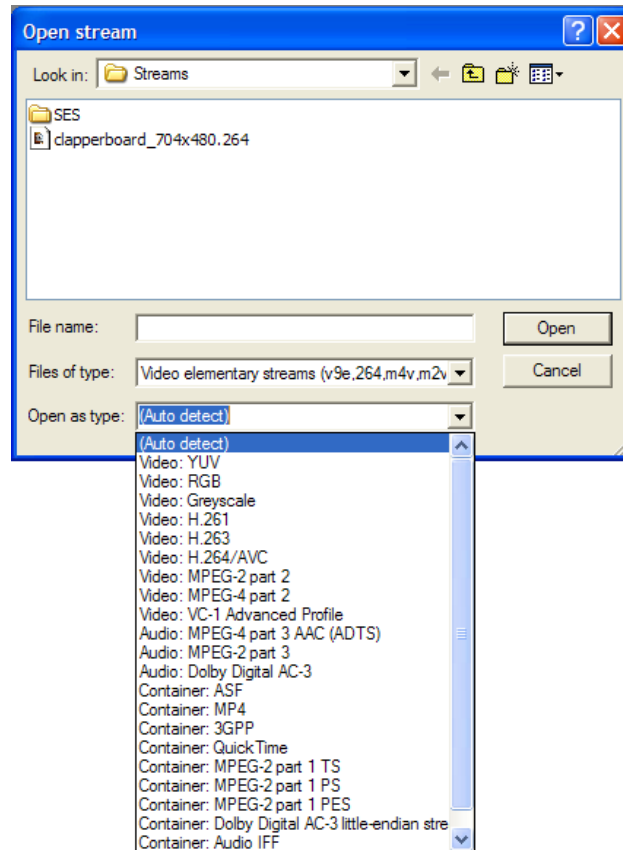 Open stream
Look in: Streams
SES
clapperboard_704x480.264
File name: Open
Files of type: Video elementary streams (v9e,264,m4v,m2v Cancel
Open as type: (Auto detect)
(Auto detect)
Video: YUV
Video: RGB
Video: Greyscale
Video: H.261
Video: H.263
Video: H.264/AVC
Video: MPEG-2 part 2
Video: MPEG-4 part 2
Video: VC-1 Advanced Profile
Audio: MPEG-4 part 3 AAC (ADTS)
Audio: MPEG-2 part 3
Audio: Dolby Digital AC-3
Container: ASF
Container: MP4
Container: 3GPP
Container: QuickTime
Container: MPEG-2 part 1 TS
Container: MPEG-2 part 1 PS
Container: MPEG-2 part 1 PES
Container: Dolby Digital AC-3 little-endian stre
Container: Audio IFF